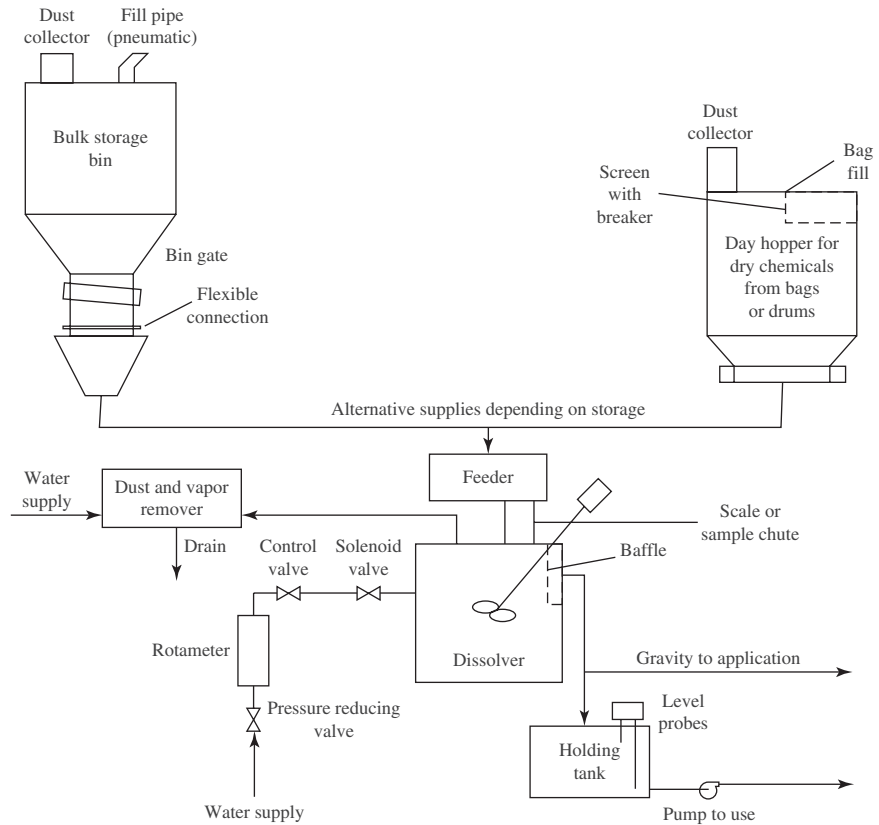 Dust
collector
Fill pipe
(pneumatic)
Bulk storage
bin
Dust
collector
Bag
fill
Screen
with
breaker
Day hopper for
dry chemicals
from bags
or drums
Bin gate
Flexible
connection
Alternative supplies depending on storage
Feeder
Water
supply
Dust and vapor
remover
Scale or
sample chute
Drain
Control
valve
Solenoid
valve
Baffle
Rotameter
Dissolver
Gravity to application
Pressure reducing
valve
Level
probes
Holding
tank
Water supply
Pump to use